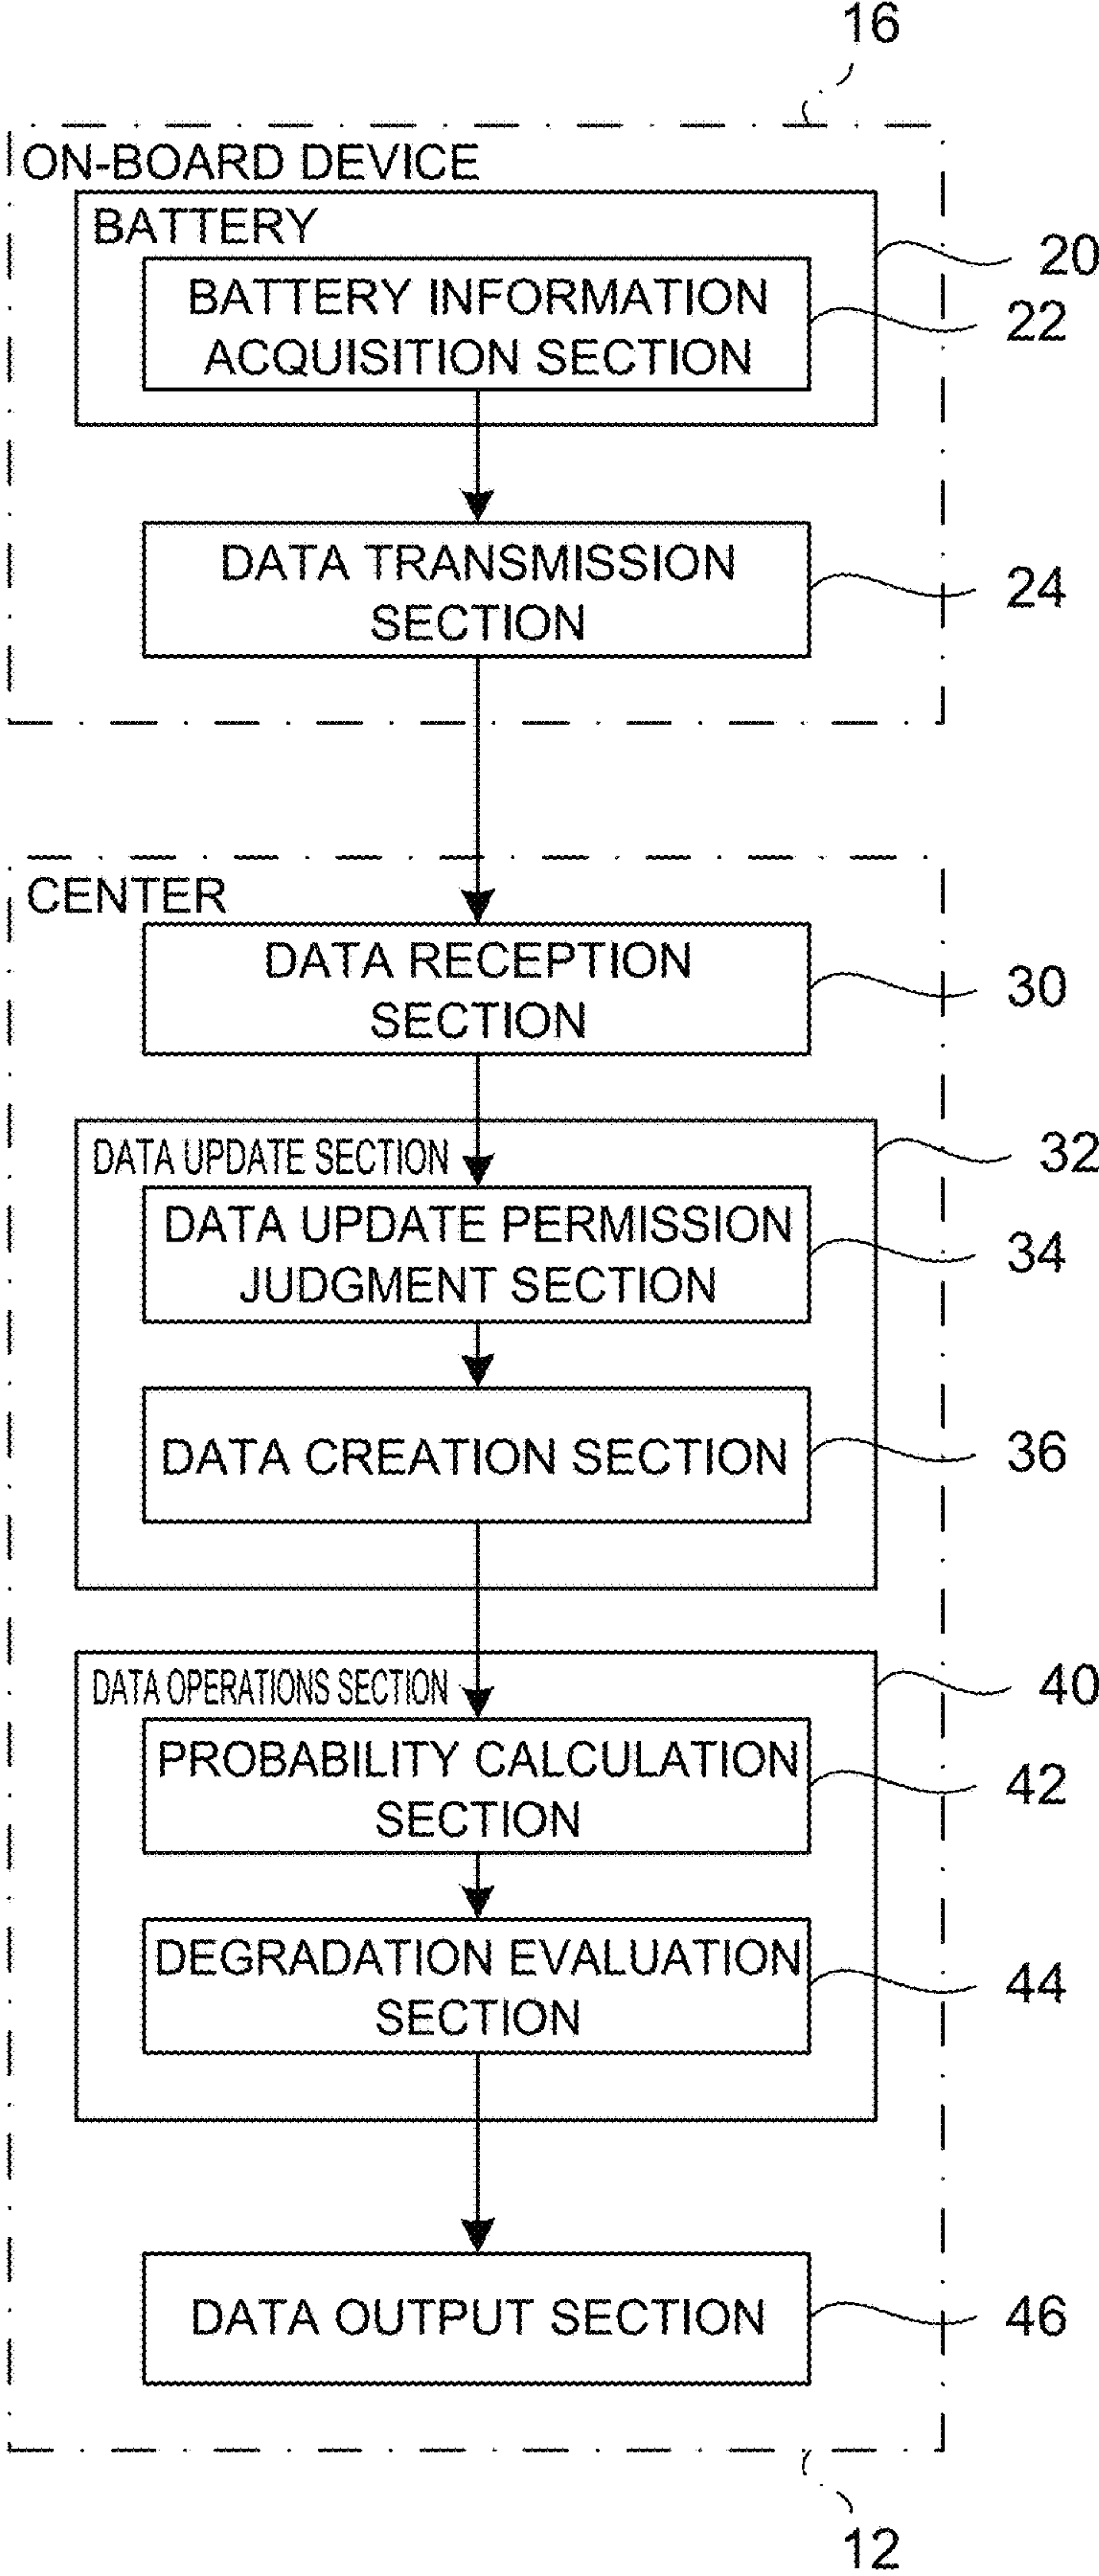 16
ON-BOARD DEVICE
BATTERY
20
BATTERY INFORMATION
ACQUISITION SECTION
22
DATA TRANSMISSION
SECTION
24
CENTER
DATA RECEPTION
SECTION
30
DATA UPDATE SECTION
32
DATA UPDATE PERMISSION
JUDGMENT SECTION
34
DATA CREATION SECTION
36
DATA OPERATIONS SECTION
40
PROBABILITY CALCULATION
SECTION
42
DEGRADATION EVALUATION
SECTION
44
DATA OUTPUT SECTION
46
12